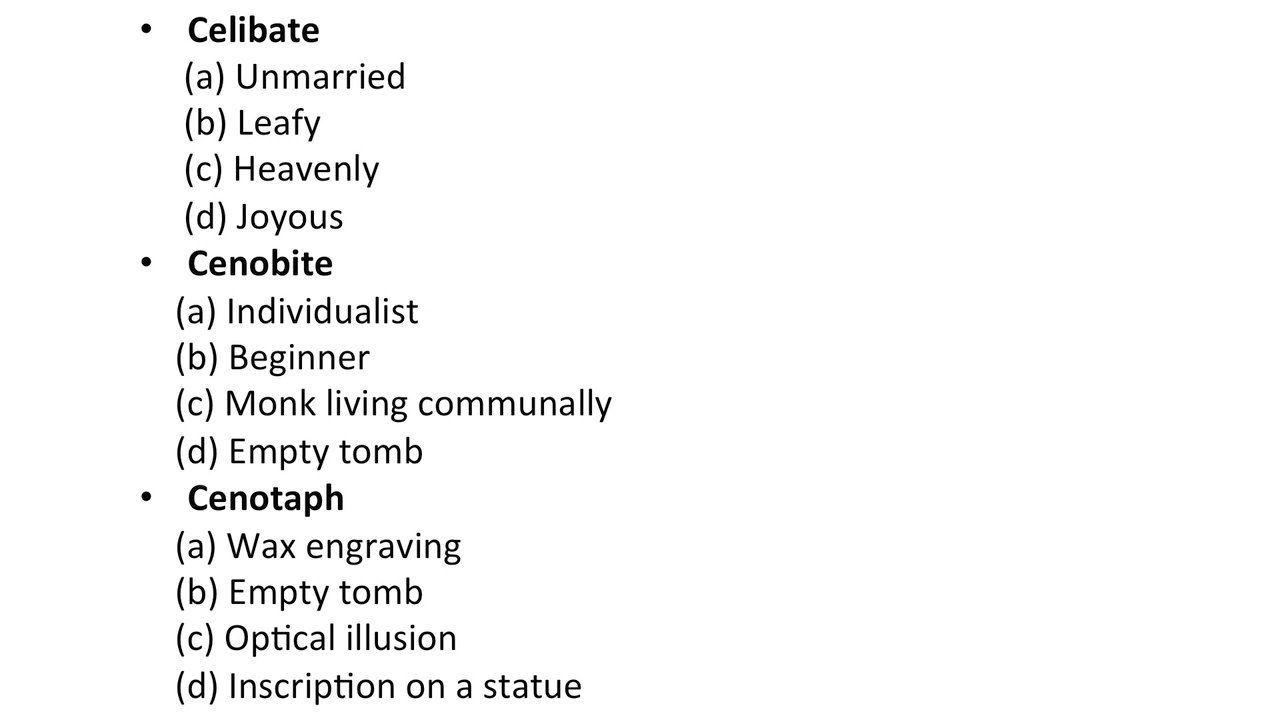 • Celibate
(a) Unmarried
(b) Leafy
(c) Heavenly
(d) Joyous
• Cenobite
(a) Individualist
(b) Beginner
(c) Monk living communally
(d) Empty tomb
• Cenotaph
(a) Wax engraving
(b) Empty tomb
(c) Optical illusion
(d) Inscription on a statue